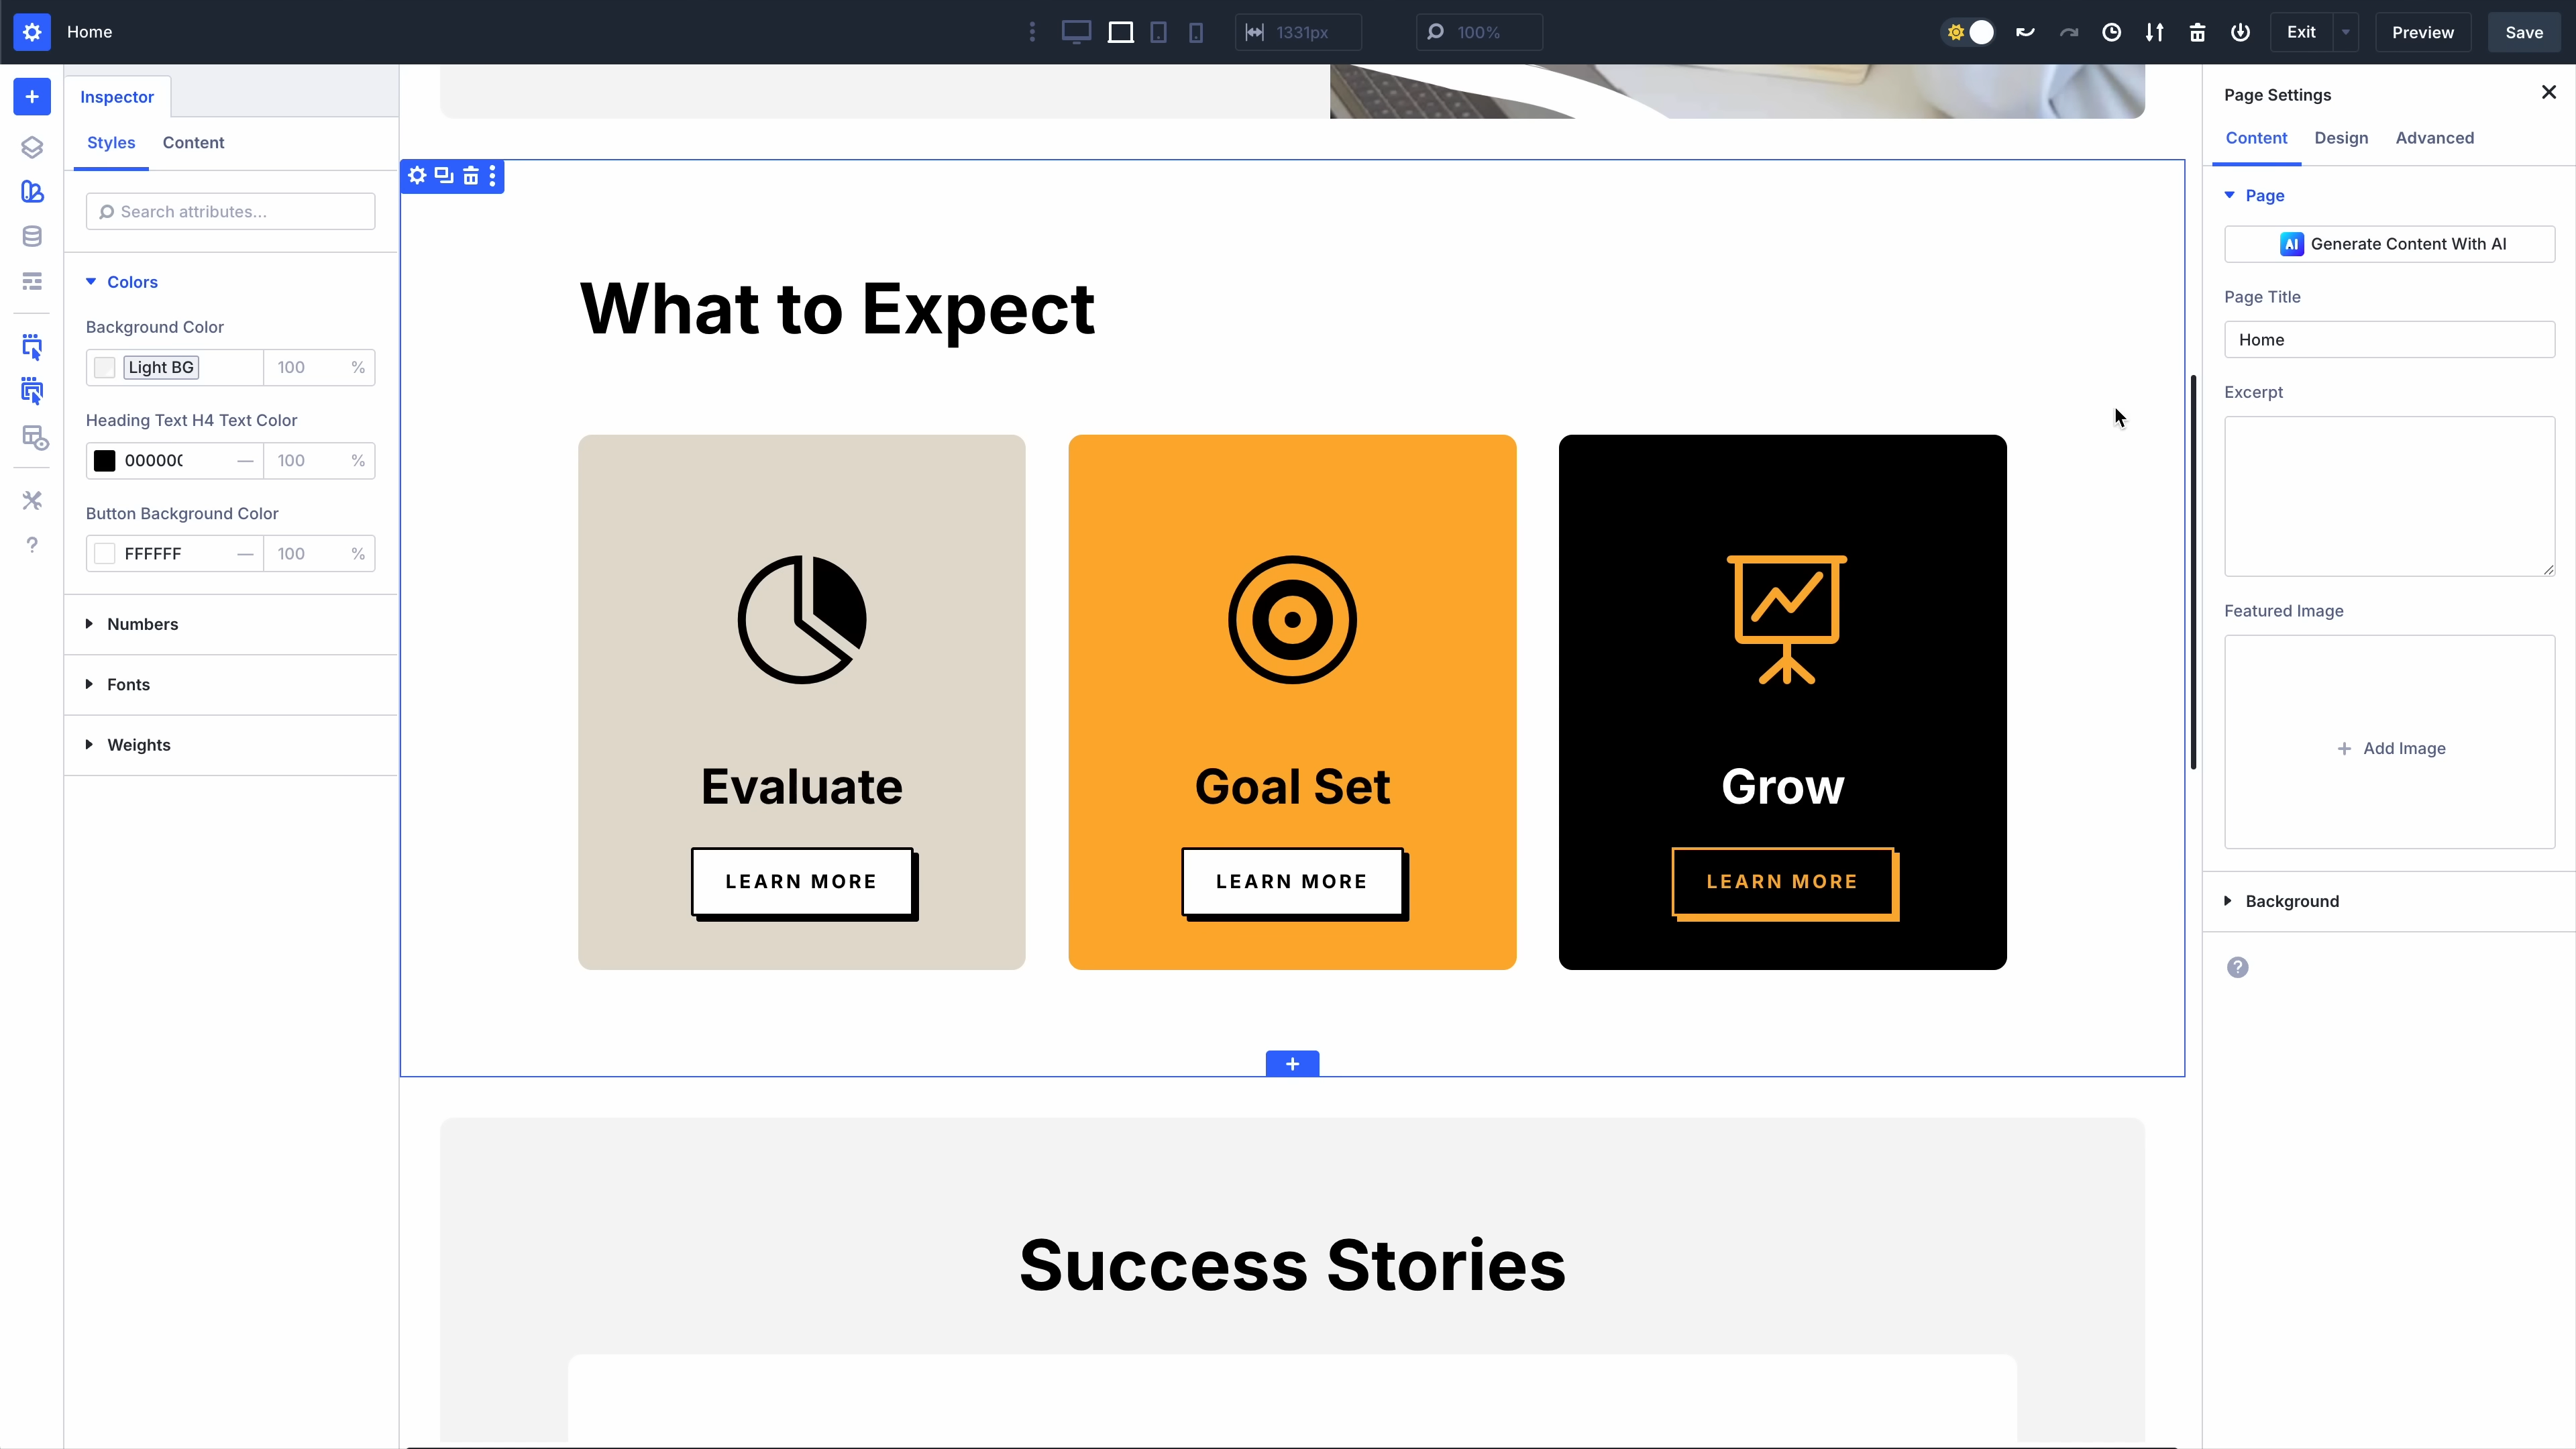 Home
1331px
100%
Exit
Preview
Save
Inspector
Styles
Content
Search attributes...
Colors
Background Color
Light BG
100
%
Heading Text H4 Text Color
000000
100
%
Button Background Color
FFFFFF
100
%
Numbers
Fonts
Weights
What to Expect
Evaluate
LEARN MORE
Goal Set
LEARN MORE
Grow
LEARN MORE
Success Stories
Page Settings
Content
Design
Advanced
Page
AI Generate Content With AI
Page Title
Home
Excerpt
Featured Image
+ Add Image
Background